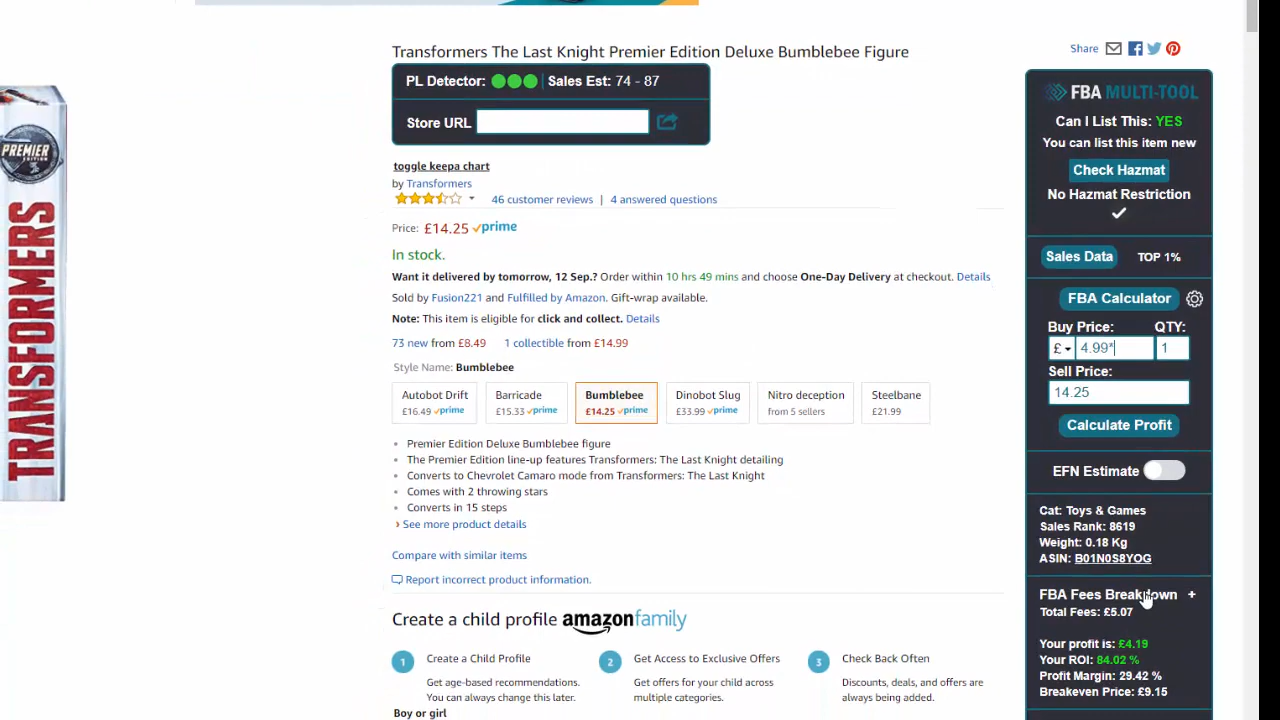 Transformers The Last Knight Premier Edition Deluxe Bumblebee Figure
PL Detector: Sales Est: 74 - 87
Store URL
toggle keepa chart
by Transformers
46 customer reviews | 4 answered questions
Price: £14.25 prime
In stock.
Want it delivered by tomorrow, 12 Sep.? Order within 10 hrs 49 mins and choose One-Day Delivery at checkout. Details
Sold by Fusion221 and Fulfilled by Amazon. Gift-wrap available.
Note: This item is eligible for click and collect. Details
73 new from £8.49 1 collectible from £14.99
Style Name: Bumblebee
Autobot Drift Barricade Bumblebee Dinobot Slug Nitro deception Steelbane
£16.49 prime £15.33 prime £14.25 prime £33.99 prime from 5 sellers £21.99
Premier Edition Deluxe Bumblebee figure
The Premier Edition line-up features Transformers: The Last Knight detailing
Converts to Chevrolet Camaro mode from Transformers: The Last Knight
Comes with 2 throwing stars
Converts in 15 steps
› See more product details
Compare with similar items
Report incorrect product information.
Create a child profile amazonfamily
1 Create a Child Profile
Get age-based recommendations.
You can always change this later.
2 Get Access to Exclusive Offers
Get offers for your child across
multiple categories.
3 Check Back Often
Discounts, deals, and offers are
always being added.
Boy or girl
PREMIER
EDITION
TRANSFORMERS
Share
FBA MULTI-TOOL
Can I List This: YES
You can list this item new
Check Hazmat
No Hazmat Restriction
Sales Data TOP 1%
FBA Calculator
Buy Price: QTY:
£ 4.99* 1
Sell Price:
14.25
Calculate Profit
EFN Estimate
Cat: Toys & Games
Sales Rank: 8619
Weight: 0.18 Kg
ASIN: B01N0S8YOG
FBA Fees Breakdown +
Total Fees: £5.07
Your profit is: £4.19
Your ROI: 84.02 %
Profit Margin: 29.42 %
Breakeven Price: £9.15